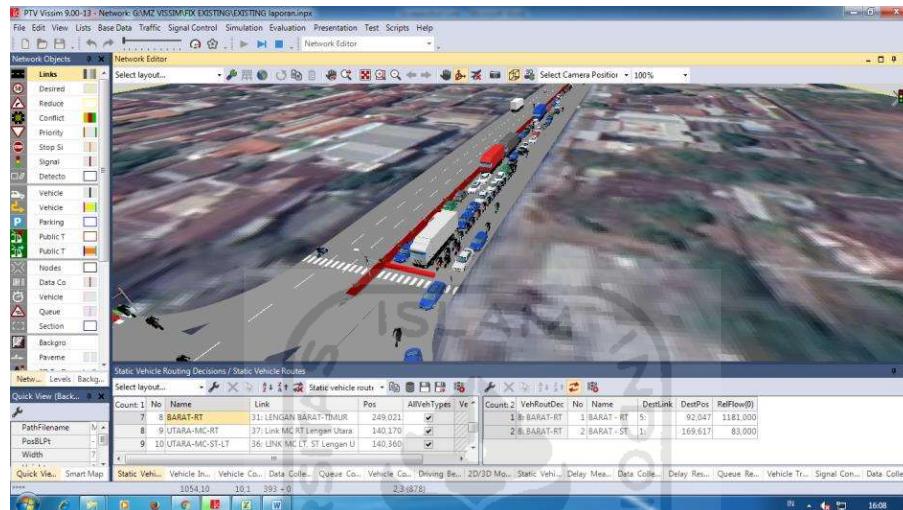 PTV Vissim 9.00-13 - Network: G:\MZ VISSIM\FIX EXISTING\EXISTING laporan.inpx
File Edit View Lists Base Data Traffic Signal Control Simulation Evaluation Presentation Test Scripts Help
Network Editor
Network Objects
Network Editor
Select layout...
Select Camera Position
100%
Links
Desired
Reduce
Conflict
Priority
Stop Si
Signal
Detecto
Vehicle
Vehicle
Parking
Public T
Public T
Nodes
Data Co
Vehicle
Queue
Section
Backgro
Paveme
Netw... Levels Backg...
Quick View (Back...
PathFilename
PosBLPt
Width
Quick Vie... Smart Map
ISLAM
Static Vehicle Routing Decisions / Static Vehicle Routes
Select layout... Static vehicle routi
Count: 1 No Name Link Pos AllVehTypes Ve
7 8 BARAT-RT 31: LENGAN BARAT-TIMUR 249,021
8 9 UTARA-MC-RT 37: Link MC RT Lengan Utara 140,170
9 10 UTARA-MC-ST-LT 36: LINK MC LT. ST Lengan U 140,360
Count: 2 VehRoutDec No Name DestLink DestPos RelFlow(0)
1 8: BARAT-RT 1 BARAT - RT 5: 92,047 1181,000
2 8: BARAT-RT 2 BARAT - ST 1: 169,617 83,000
Static Vehi... Vehicle In... Vehicle Co... Data Colle... Queue Co... Vehicle Co... Driving Be... 2D/3D Mo... Static Vehi... Delay Mea... Data Colle... Delay Res... Queue Re... Vehicle Tr... Signal Con... Data Colle
1054,10 10,1 393 + 0 2,3 (878)
IN 16:08